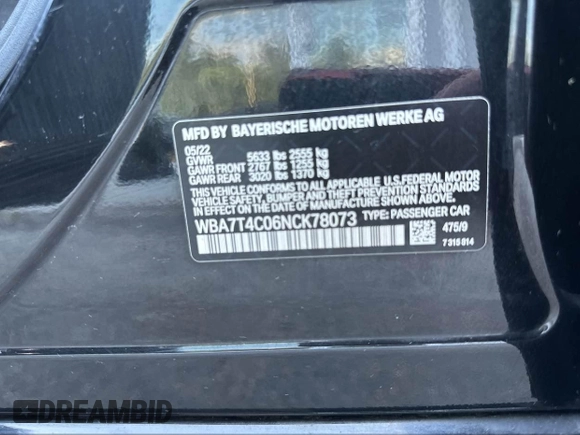 MFD BY BAYERISCHE MOTOREN WERKE AG
05/22
GVWR 5633 lbs 2555 kg
GAWR FRONT 2767 lbs 1255 kg
GAWR REAR 3020 lbs 1370 kg
THIS VEHICLE CONFORMS TO ALL APPLICABLE U.S.FEDERAL MOTOR
VEHICLE SAFETY, BUMPER AND THEFT PREVENTION STANDARDS
IN EFFECT ON THE DATE OF MANUFACTURE SHOWN ABOVE.
WBA7T4C06NCK78073 TYPE: PASSENGER CAR
475/9
7 315 814
DREAMBID